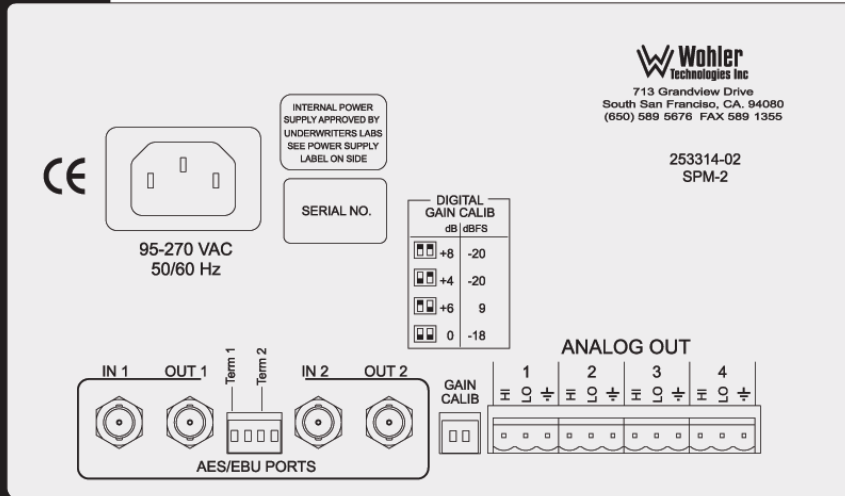 Wohler
Technologies Inc
713 Grandview Drive
South San Franciso, CA. 94080
(650) 589 5676 FAX 589 1355
253314-02
SPM-2
INTERNAL POWER
SUPPLY APPROVED BY
UNDERWRITERS LABS
SEE POWER SUPPLY
LABEL ON SIDE
CE
SERIAL NO.
95-270 VAC
50/60 Hz
DIGITAL
GAIN CALIB
dB dBFS
+8 -20
+4 -20
+6 9
0 -18
IN 1 OUT 1 Term 1 Term 2 IN 2 OUT 2
AES/EBU PORTS
GAIN
CALIB
ANALOG OUT
1 2 3 4
HI LO HI LO HI LO HI LO